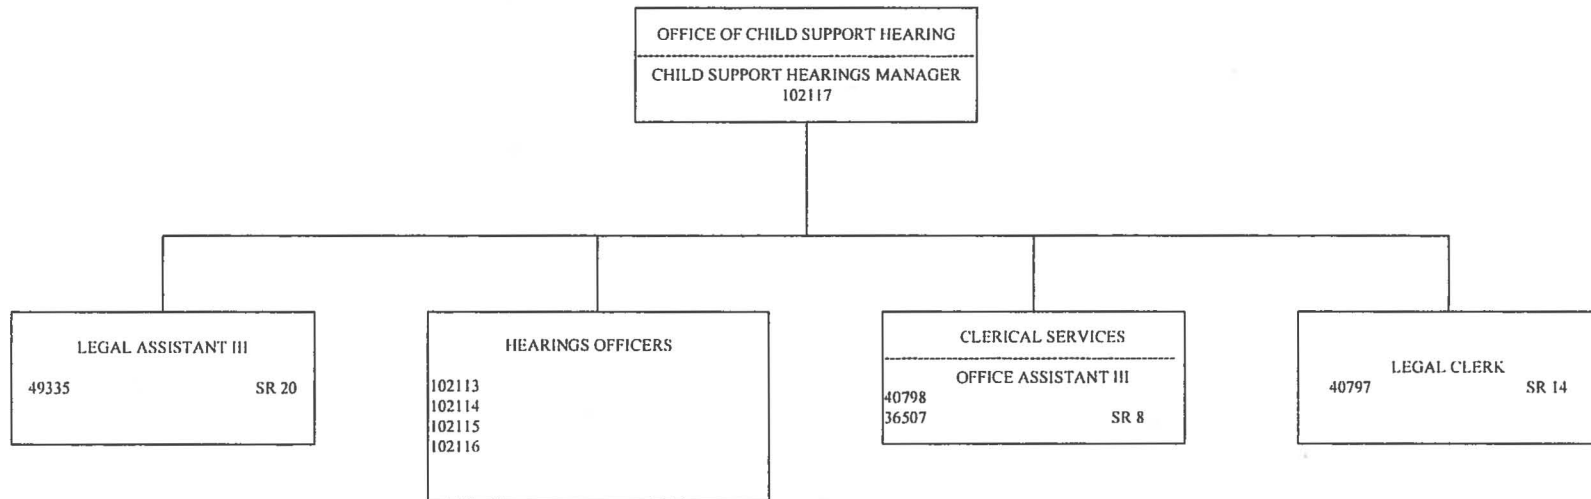 OFFICE OF CHILD SUPPORT HEARING
CHILD SUPPORT HEARINGS MANAGER
102117
LEGAL ASSISTANT III
49335 SR 20
HEARINGS OFFICERS
102113
102114
102115
102116
CLERICAL SERVICES
OFFICE ASSISTANT III
40798
36507 SR 8
LEGAL CLERK
40797 SR 14